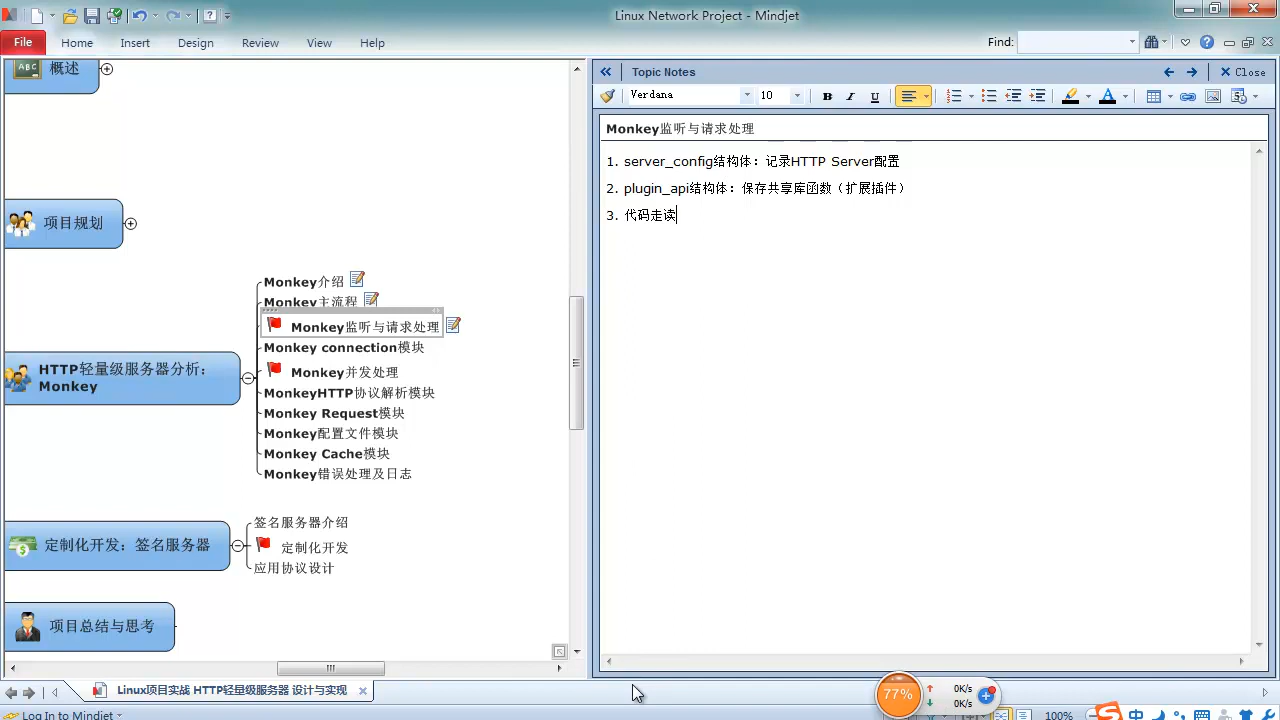 Linux Network Project - Mindjet
File Home Insert Design Review View Help Find:
Topic Notes Close
Verdana 10 B I U A
ABC 概述
Monkey监听与请求处理
1. server_config结构体：记录HTTP Server配置
2. plugin_api结构体：保存共享库函数（扩展插件）
3. 代码走读
项目规划
Monkey介绍
Monkey主流程
Monkey监听与请求处理
Monkey connection模块
HTTP轻量级服务器分析：
Monkey
Monkey并发处理
MonkeyHTTP协议解析模块
Monkey Request模块
Monkey配置文件模块
Monkey Cache模块
Monkey错误处理及日志
签名服务器介绍
定制化开发：签名服务器
定制化开发
应用协议设计
项目总结与思考
Linux项目实战 HTTP轻量级服务器 设计与实现
77% 0K/s
0K/s
Log In to Mindjet 100% 中